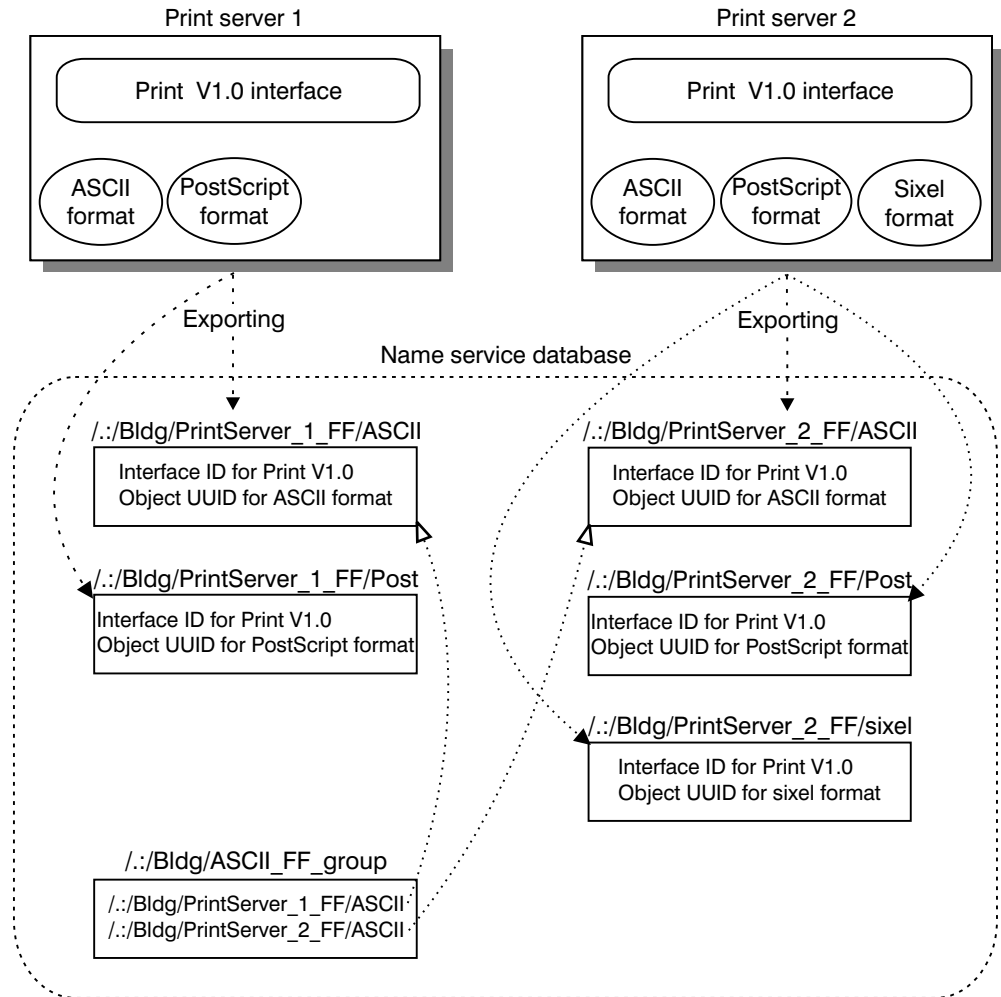 Print server 1
Print server 2
Print V1.0 interface
Print V1.0 interface
ASCII
format
PostScript
format
ASCII
format
PostScript
format
Sixel
format
Exporting
Exporting
Name service database
/.:/Bldg/PrintServer_1_FF/ASCII
Interface ID for Print V1.0
Object UUID for ASCII format
/.:/Bldg/PrintServer_2_FF/ASCII
Interface ID for Print V1.0
Object UUID for ASCII format
/.:/Bldg/PrintServer_1_FF/Post
Interface ID for Print V1.0
Object UUID for PostScript format
/.:/Bldg/PrintServer_2_FF/Post
Interface ID for Print V1.0
Object UUID for PostScript format
/.:/Bldg/PrintServer_2_FF/sixel
Interface ID for Print V1.0
Object UUID for sixel format
/.:/Bldg/ASCII_FF_group
/.:/Bldg/PrintServer_1_FF/ASCII
/.:/Bldg/PrintServer_2_FF/ASCII